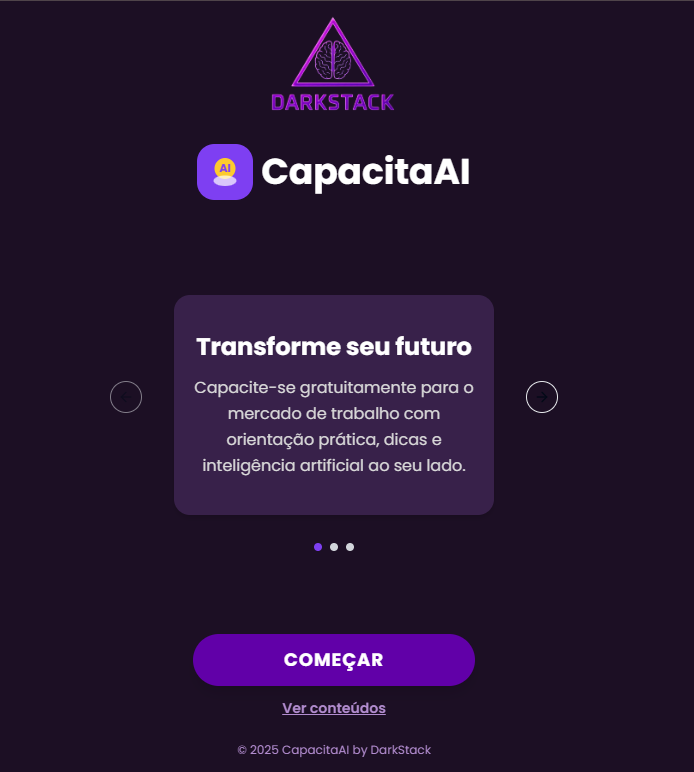 DARKSTACK
AI
CapacitaAI
Transforme seu futuro
Capacite-se gratuitamente para o
mercado de trabalho com
orientação prática, dicas e
inteligência artificial ao seu lado.
COMEÇAR
Ver conteúdos
© 2025 CapacitaAI by DarkStack